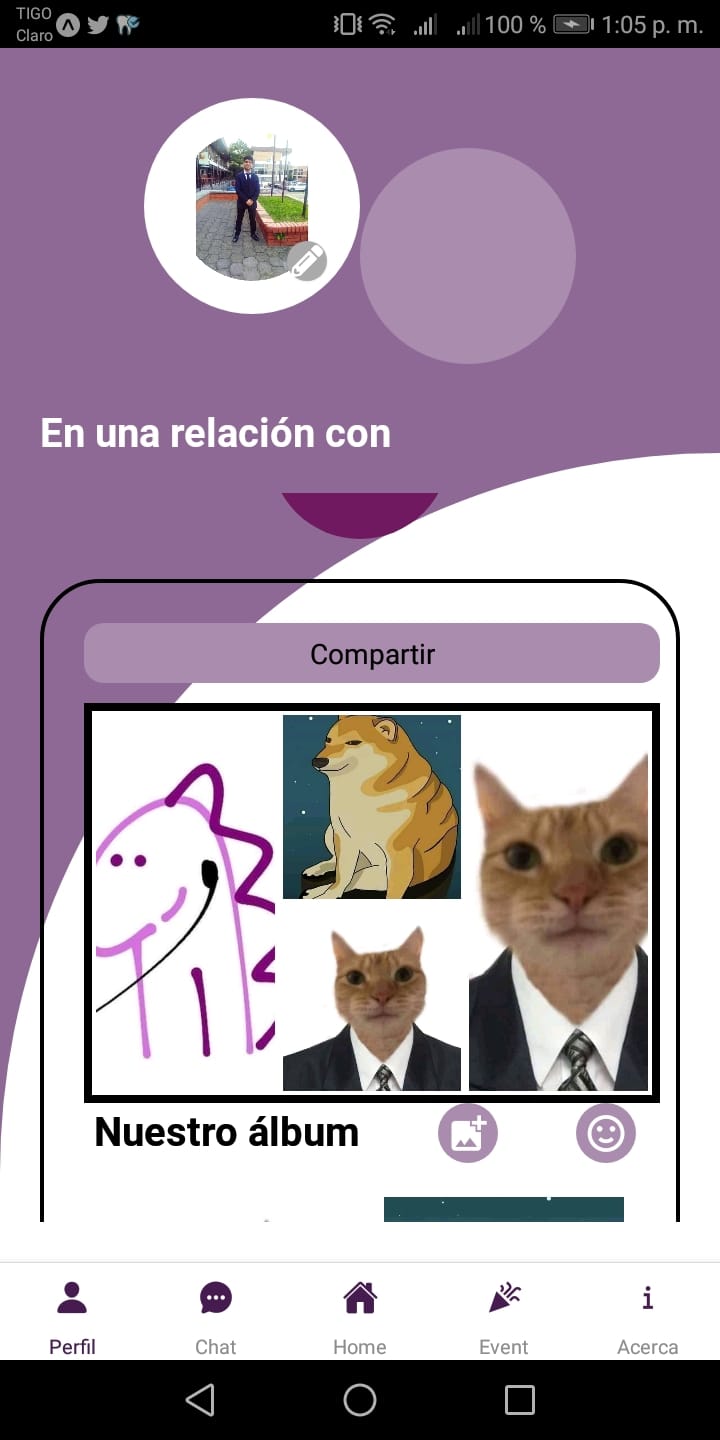 TIGO
Claro
100 % 1:05 p. m.
En una relación con
Compartir
Nuestro álbum
Perfil
Chat
Home
Event
Acerca